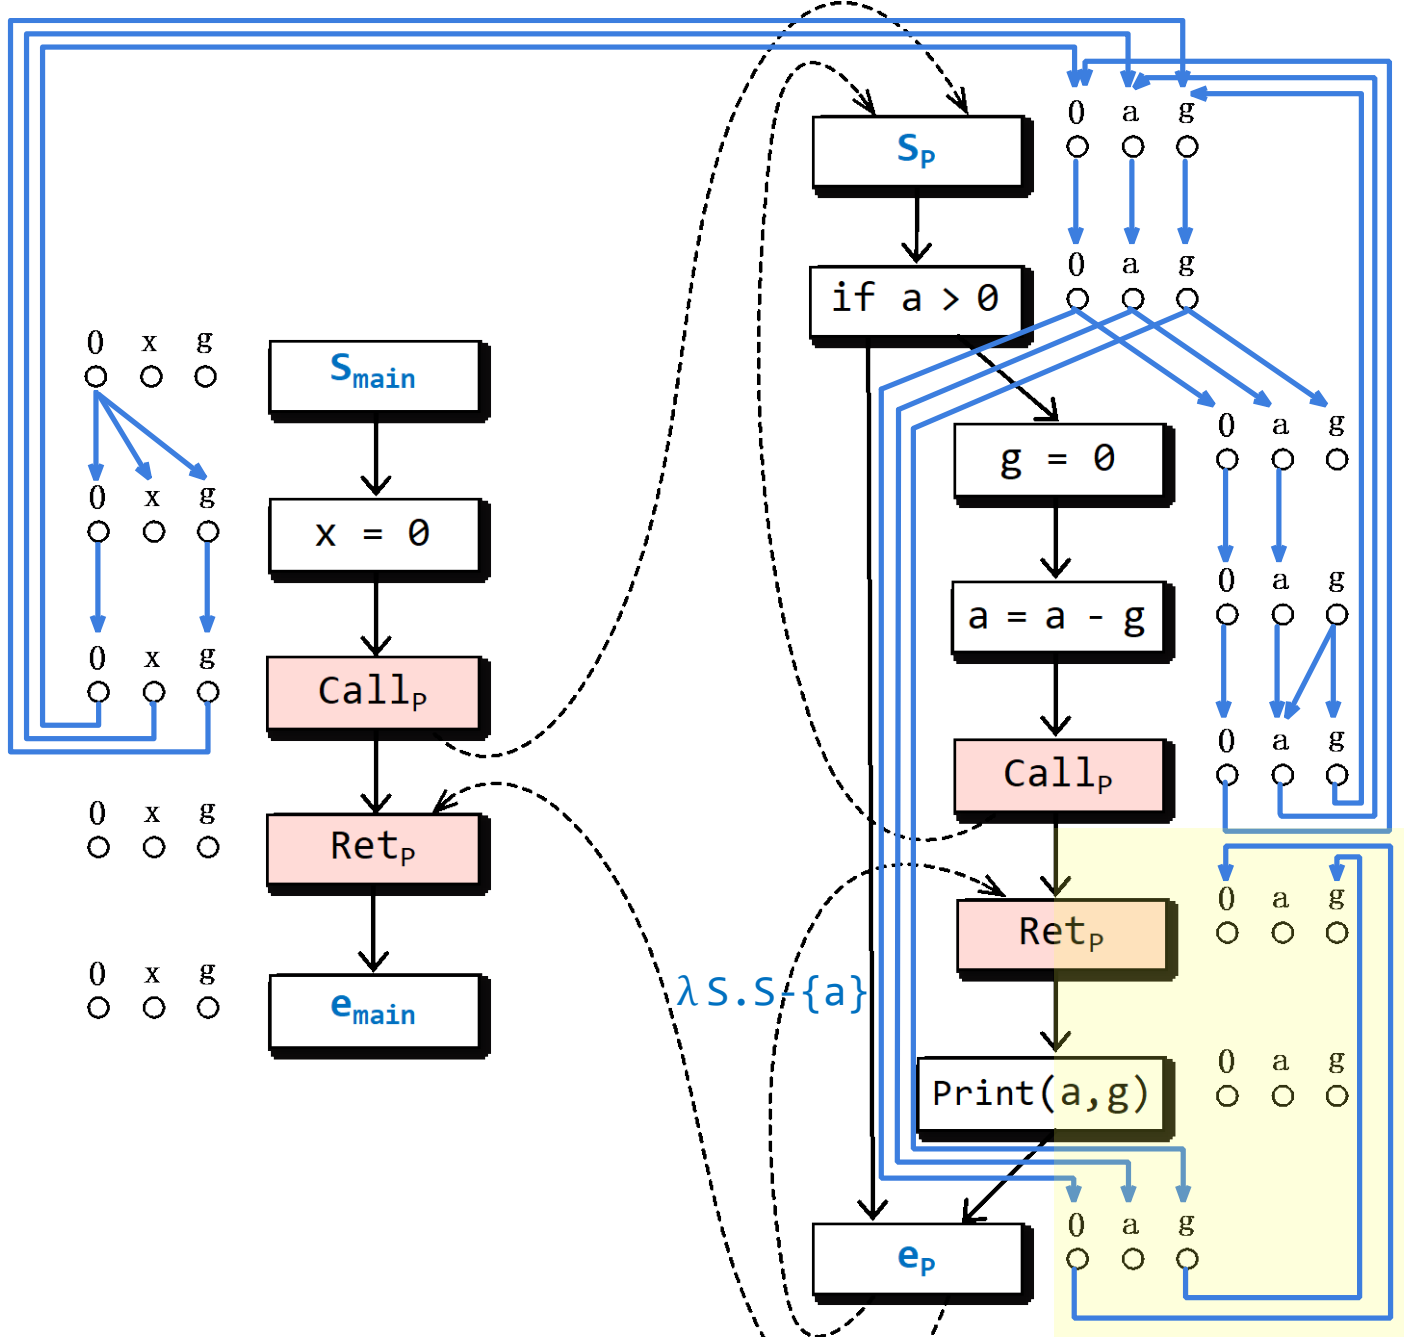 0 a g
S_P
0 a g
if a > 0
0 x g
S_main
0 a g
g = 0
0 x g
x = 0
0 a g
a = a - g
0 x g
Call_P
0 a g
Call_P
0 x g
Ret_P
0 a g
Ret_P
0 x g
e_main
λS.S-{a}
0 a g
Print(a,g)
0 a g
e_P